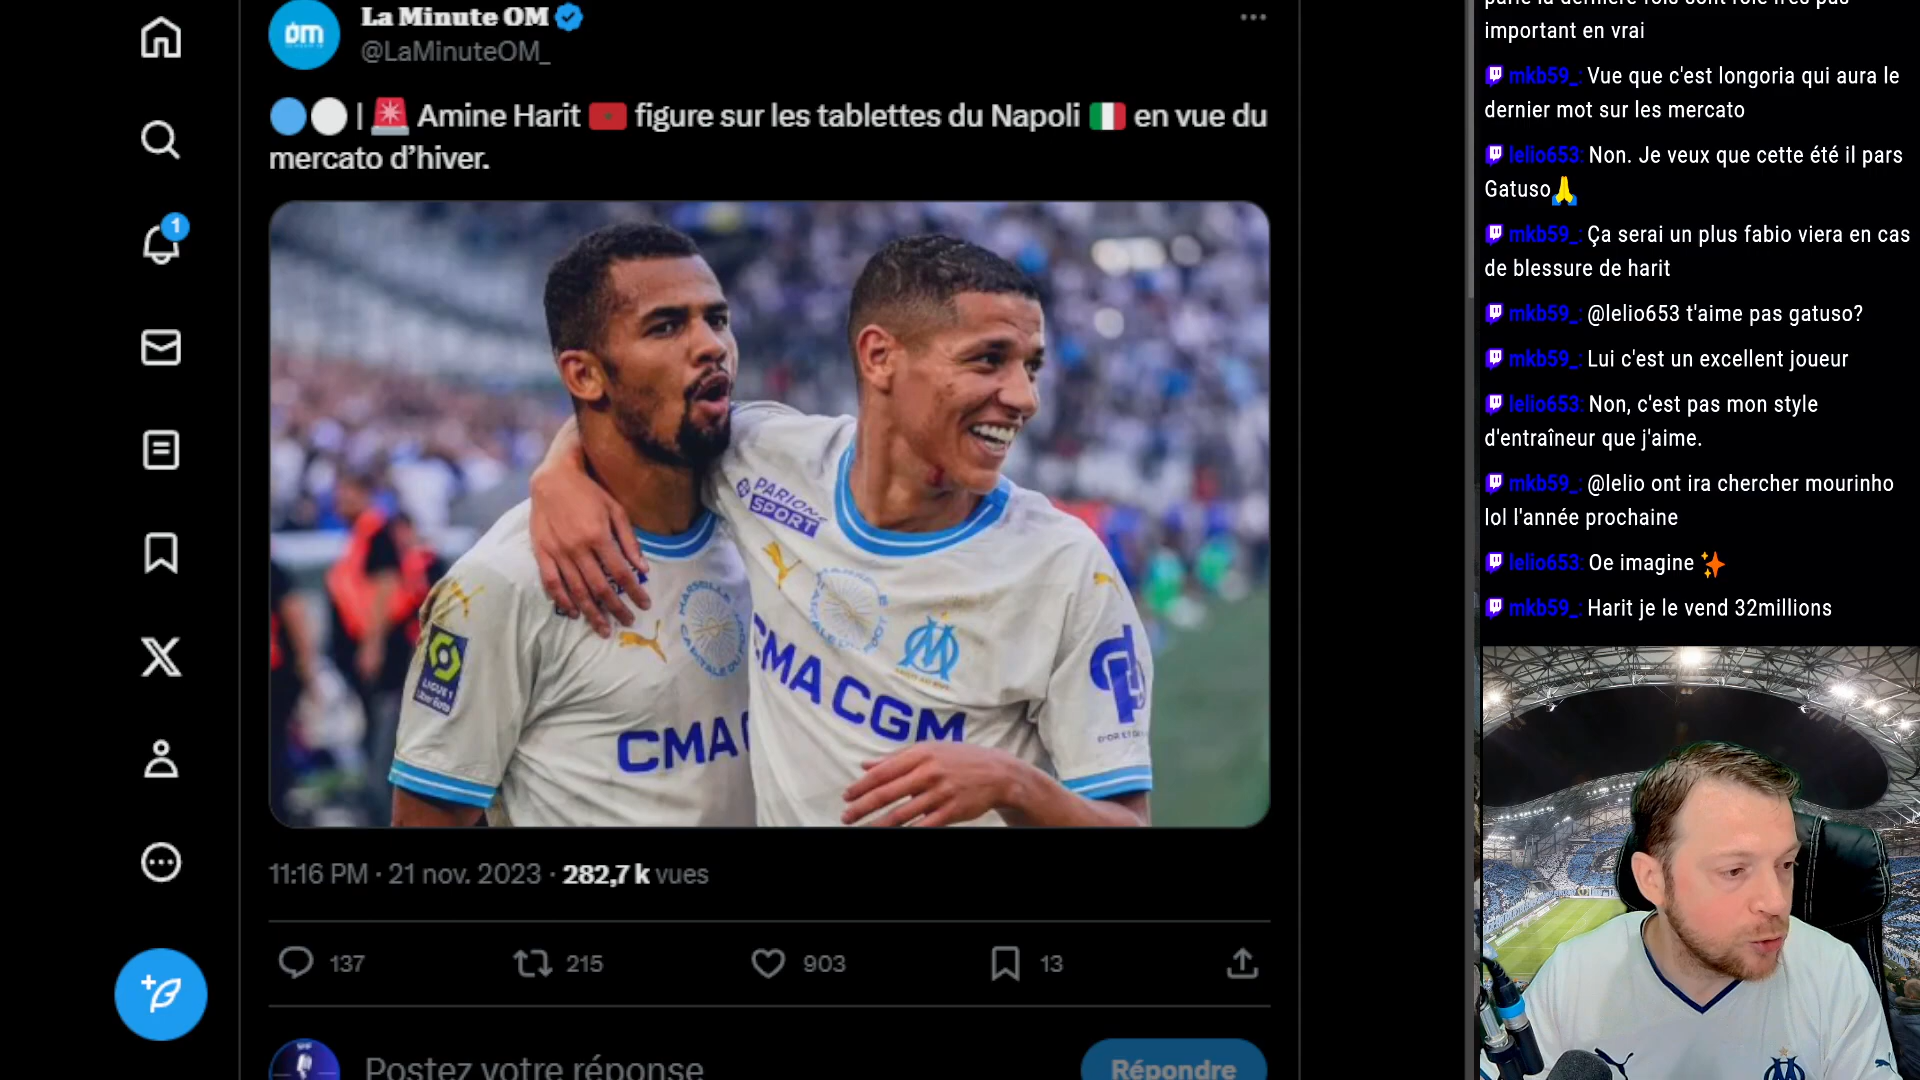 La Minute OM
@LaMinuteOM_
| Amine Harit figure sur les tablettes du Napoli en vue du
mercato d’hiver.
PARIONS
SPORT
CMA
CMA CGM
LIGUE 1
11:16 PM · 21 nov. 2023 · 282,7 k vues
137
215
903
13
Postez votre réponse
Répondre
1
om
parle la dernière fois sont rôle très pas
important en vrai
mkb59_: Vue que c'est longoria qui aura le
dernier mot sur les mercato
lelio653: Non. Je veux que cette été il pars
Gatuso
mkb59_: Ça serai un plus fabio viera en cas
de blessure de harit
mkb59_: @lelio653 t'aime pas gatuso?
mkb59_: Lui c'est un excellent joueur
lelio653: Non, c'est pas mon style
d'entraîneur que j'aime.
mkb59_: @lelio ont ira chercher mourinho
lol l'année prochaine
lelio653: Oe imagine
mkb59_: Harit je le vend 32millions